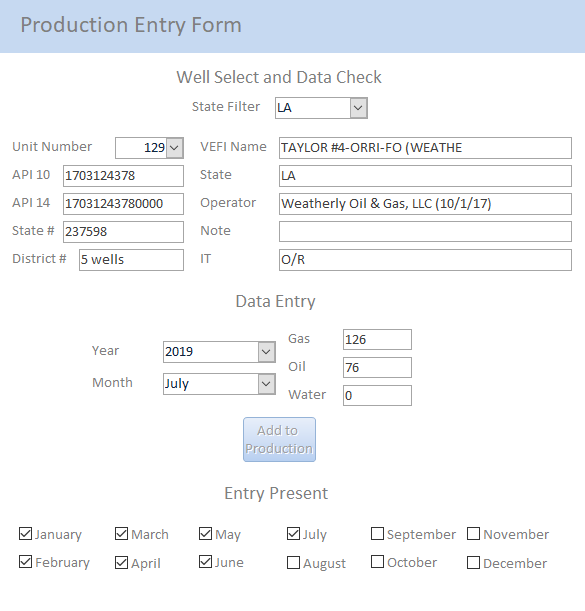 Production Entry Form
Well Select and Data Check
State Filter LA
Unit Number 129 VEFI Name TAYLOR #4-ORRI-FO (WEATHE
API 10 1703124378 State LA
API 14 17031243780000 Operator Weatherly Oil & Gas, LLC (10/1/17)
State # 237598 Note
District # 5 wells IT O/R
Data Entry
Gas 126
Year 2019
Oil 76
Month July
Water 0
Add to
Production
Entry Present
January March May July September November
February April June August October December